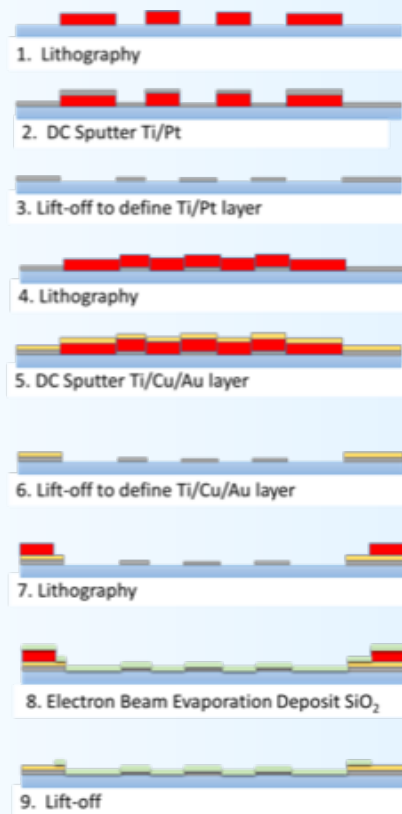 1. Lithography
2. DC Sputter Ti/Pt
3. Lift-off to define Ti/Pt layer
4. Lithography
5. DC Sputter Ti/Cu/Au layer
6. Lift-off to define Ti/Cu/Au layer
7. Lithography
8. Electron Beam Evaporation Deposit SiO₂
9. Lift-off